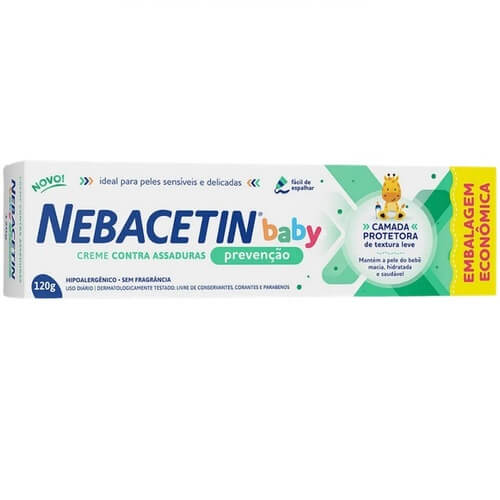 NOVO!
ideal para peles sensíveis e delicadas
fácil de
espalhar
NEBACETIN® baby
CREME CONTRA ASSADURAS prevenção
120g
HIPOALERGÊNICO • SEM FRAGRÂNCIA
USO DIÁRIO | DERMATOLOGICAMENTE TESTADO. LIVRE DE CONSERVANTES, CORANTES E PARABENOS
CAMADA
PROTETORA
de textura leve
Mantém a pele do bebê
macia, hidratada
e saudável!
EMBALAGEM
ECONÔMICA
NEBACETIN